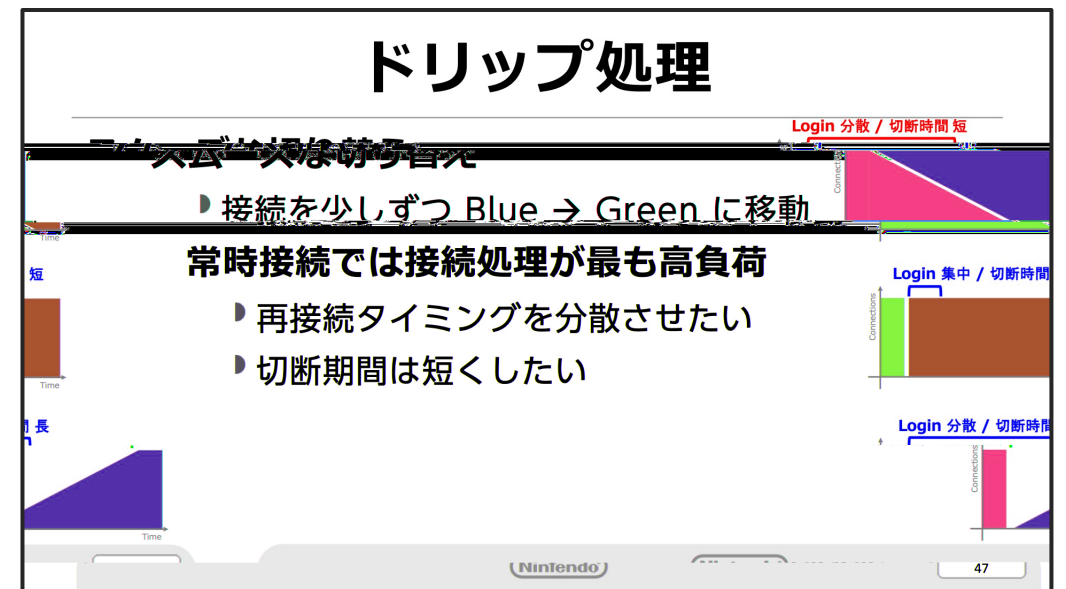 ドリップ処理
Login 分散 / 切断時間 短
接続を少しずつ Blue → Green に移動
Time
常時接続では接続処理が最も高負荷
短
Login 集中 / 切断時間
再接続タイミングを分散させたい
Connections
切断期間は短くしたい
Time
長
Login 分散 / 切断時間
Connections
Time
Nintendo
47